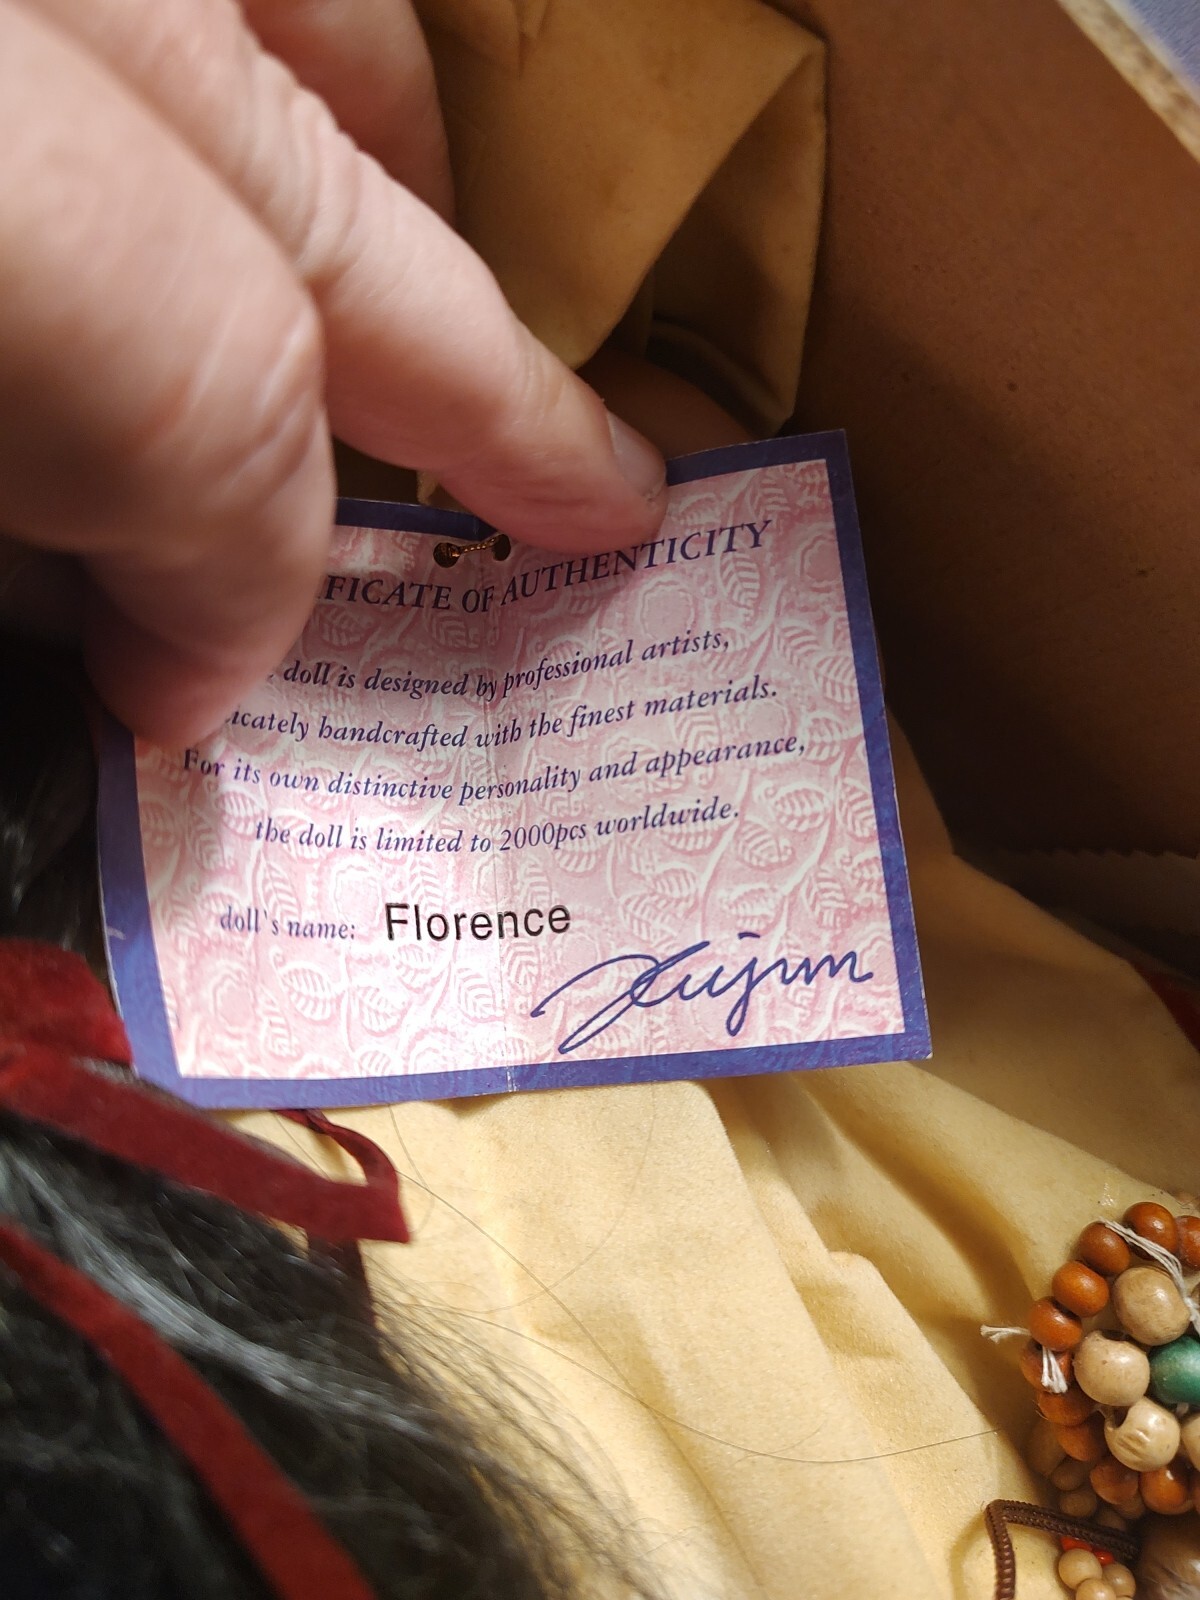 FICATE OF AUTHENTICITY
doll is designed by professional artists,
icately handcrafted with the finest materials.
For its own distinctive personality and appearance,
the doll is limited to 2000pcs worldwide.
doll's name: Florence